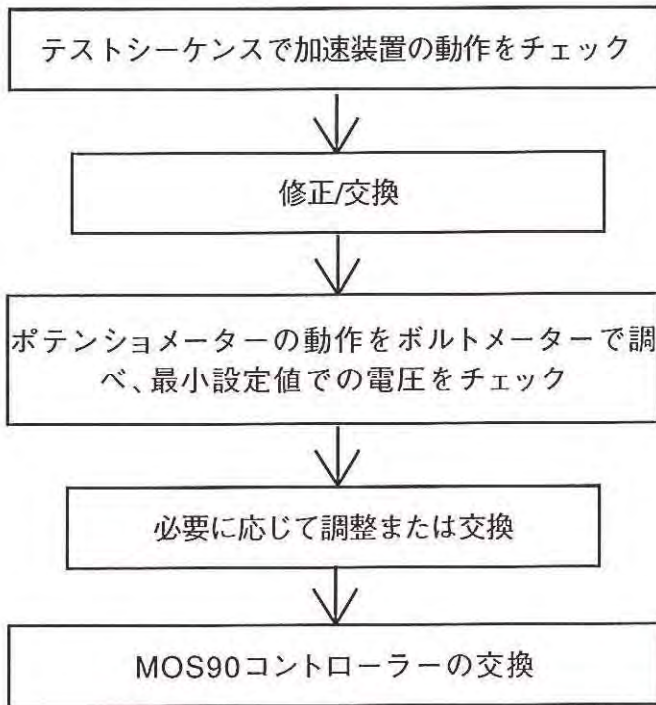 テストシーケンスで加速装置の動作をチェック
修正/交換
ポテンショメーターの動作をボルトメーターで調
べ、最小設定値での電圧をチェック
必要に応じて調整または交換
MOS90コントローラーの交換